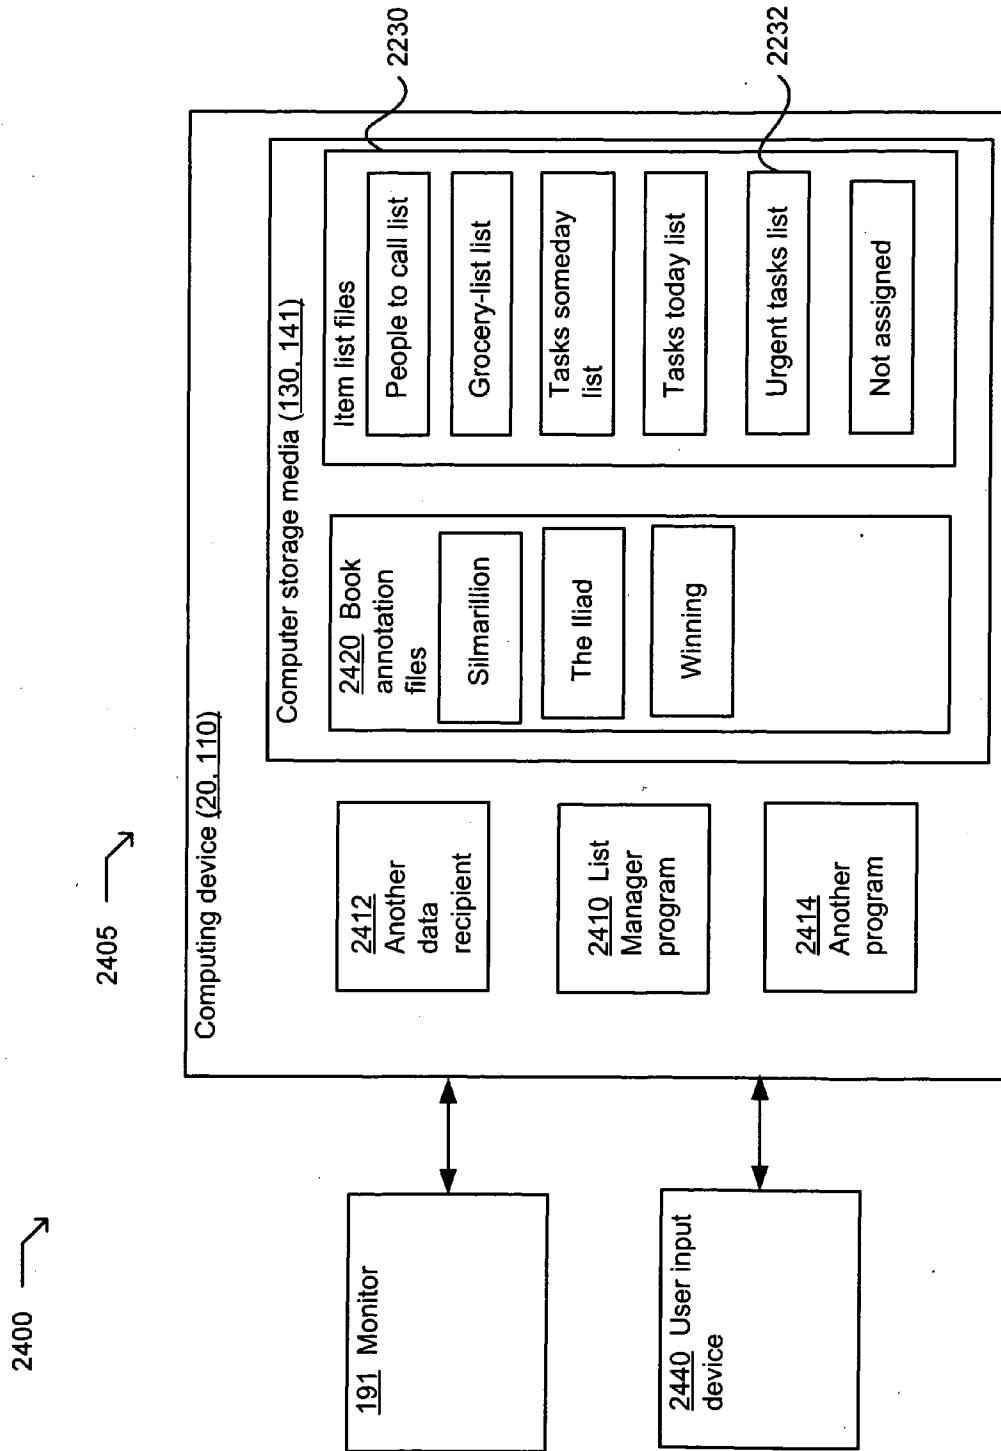 2400
2405
191 Monitor
2440 User input
device
Computing device (20, 110)
2412
Another
data
recipient
2410 List
Manager
program
2414
Another
program
Computer storage media (130, 141)
2420 Book
annotation
files
Silmarillion
The Iliad
Winning
Item list files
People to call list
Grocery-list list
Tasks someday
list
Tasks today list
Urgent tasks list
Not assigned
2230
2232